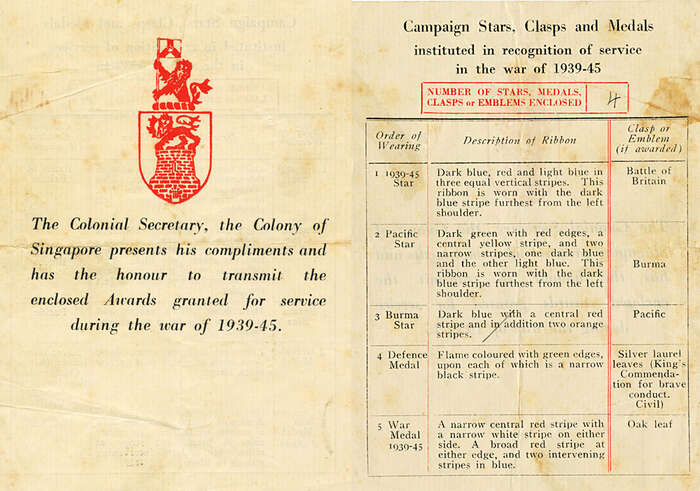 The Colonial Secretary, the Colony of
Singapore presents his compliments and
has the honour to transmit the
enclosed Awards granted for service
during the war of 1939-45.
Campaign Stars, Clasps and Medals
instituted in recognition of service
in the war of 1939-45
NUMBER OF STARS, MEDALS,
CLASPS or EMBLEMS ENCLOSED
4
Order of
Wearing
Description of Ribbon
Clasp or
Emblem
(if awarded)
1 1939-45
Star
Dark blue, red and light blue in
three equal vertical stripes. This
ribbon is worn with the dark
blue stripe furthest from the left
shoulder.
Battle of
Britain
2 Pacific
Star
Dark green with red edges, a
central yellow stripe, and two
narrow stripes, one dark blue
and the other light blue. This
ribbon is worn with the dark
blue stripe furthest from the left
shoulder.
Burma
3 Burma
Star
Dark blue with a central red
stripe and in addition two orange
stripes.
Pacific
4 Defence
Medal
Flame coloured with green edges,
upon each of which is a narrow
black stripe.
Silver laurel
leaves (King's
Commenda-
tion for brave
conduct.
Civil)
5 War
Medal
1939-45
A narrow central red stripe with
a narrow white stripe on either
side. A broad red stripe at
either edge, and two intervening
stripes in blue.
Oak leaf